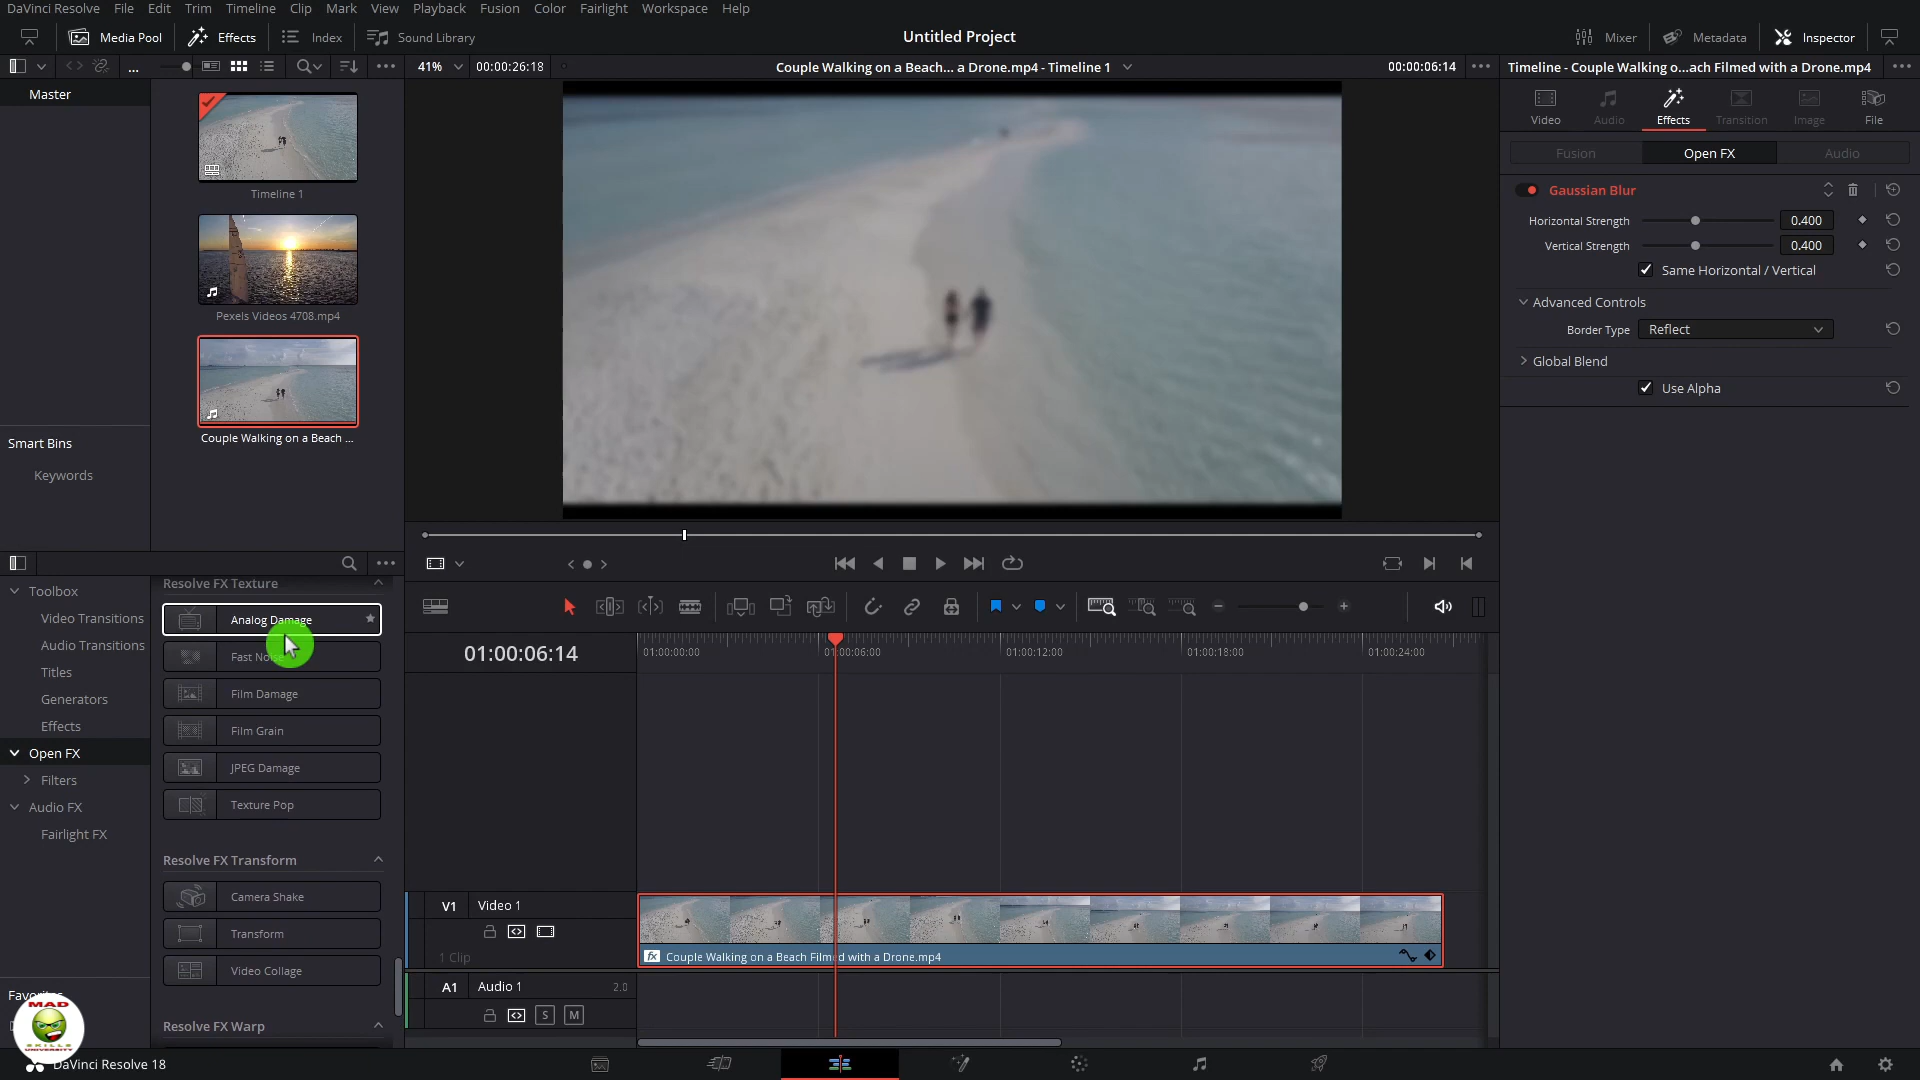 DaVinci Resolve File Edit Trim Timeline Clip Mark View Playback Fusion Color Fairlight Workspace Help
Media Pool Effects Index Sound Library
Untitled Project
Mixer Metadata Inspector
41% 00:00:26:18
Couple Walking on a Beach... a Drone.mp4 - Timeline 1
00:00:06:14
Timeline - Couple Walking o...ach Filmed with a Drone.mp4
Master
Timeline 1
Pexels Videos 4708.mp4
Couple Walking on a Beach ...
Smart Bins
Keywords
Video Audio Effects Transition Image File
Fusion Open FX Audio
Gaussian Blur
Horizontal Strength 0.400
Vertical Strength 0.400
Same Horizontal / Vertical
Advanced Controls
Border Type Reflect
Global Blend
Use Alpha
Toolbox
Video Transitions
Audio Transitions
Titles
Generators
Effects
Open FX
Filters
Audio FX
Fairlight FX
Resolve FX Texture
Analog Damage
Film Damage
Film Grain
JPEG Damage
Texture Pop
Resolve FX Transform
Camera Shake
Transform
Video Collage
Resolve FX Warp
01:00:06:14
01:00:00:00 01:00:06:00 01:00:12:00 01:00:18:00 01:00:24:00
V1 Video 1
1 Clip
fx Couple Walking on a Beach Filmed with a Drone.mp4
A1 Audio 1 2.0
S M
MAD
SKILLS
UNIVERSITY
DaVinci Resolve 18